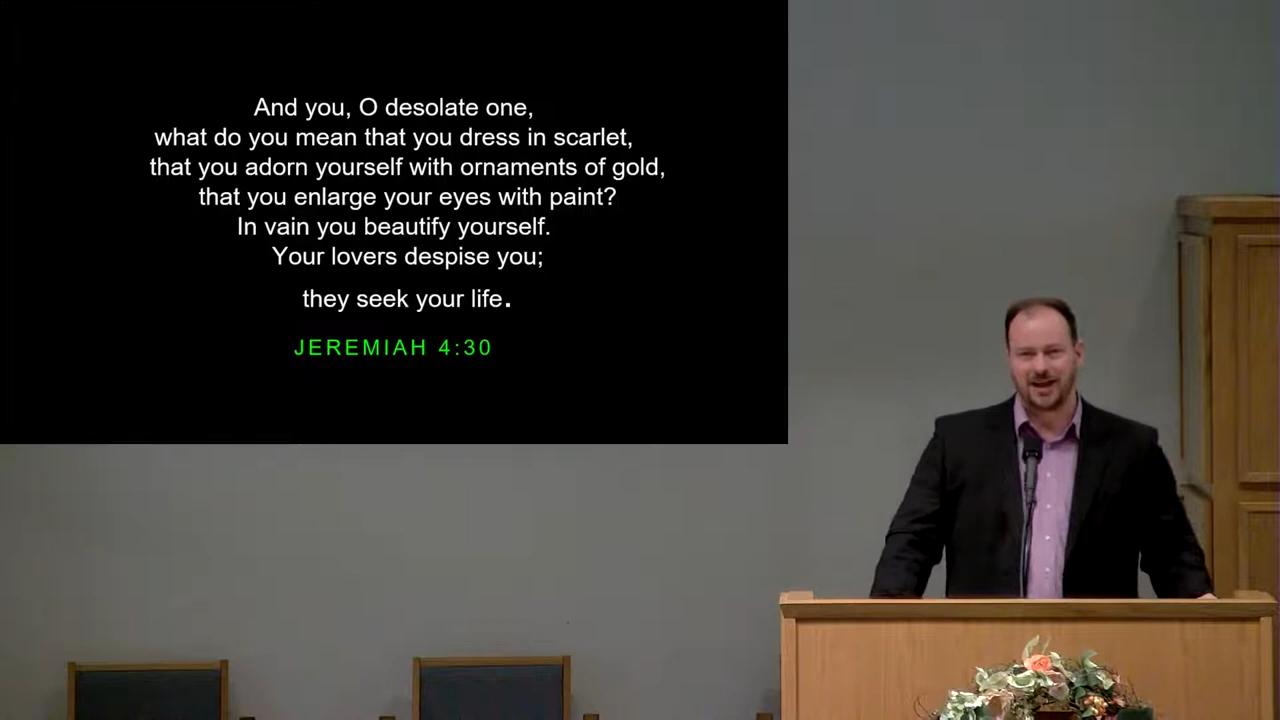 And you, O desolate one,
what do you mean that you dress in scarlet,
that you adorn yourself with ornaments of gold,
that you enlarge your eyes with paint?
In vain you beautify yourself.
Your lovers despise you;
they seek your life.
JEREMIAH 4:30